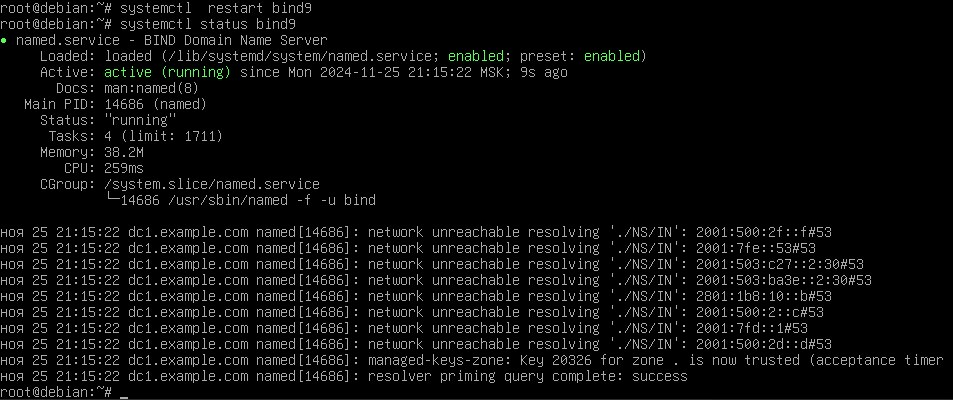 root@debian:~# systemctl  restart bind9
root@debian:~# systemctl status bind9
● named.service - BIND Domain Name Server
     Loaded: loaded (/lib/systemd/system/named.service; enabled; preset: enabled)
     Active: active (running) since Mon 2024-11-25 21:15:22 MSK; 9s ago
       Docs: man:named(8)
   Main PID: 14686 (named)
     Status: "running"
      Tasks: 4 (limit: 1711)
     Memory: 38.2M
        CPU: 259ms
     CGroup: /system.slice/named.service
             └─14686 /usr/sbin/named -f -u bind
ноя 25 21:15:22 dc1.example.com named[14686]: network unreachable resolving './NS/IN': 2001:500:2f::f#53
ноя 25 21:15:22 dc1.example.com named[14686]: network unreachable resolving './NS/IN': 2001:7fe::53#53
ноя 25 21:15:22 dc1.example.com named[14686]: network unreachable resolving './NS/IN': 2001:503:c27::2:30#53
ноя 25 21:15:22 dc1.example.com named[14686]: network unreachable resolving './NS/IN': 2001:503:ba3e::2:30#53
ноя 25 21:15:22 dc1.example.com named[14686]: network unreachable resolving './NS/IN': 2801:1b8:10::b#53
ноя 25 21:15:22 dc1.example.com named[14686]: network unreachable resolving './NS/IN': 2001:500:2::c#53
ноя 25 21:15:22 dc1.example.com named[14686]: network unreachable resolving './NS/IN': 2001:7fd::1#53
ноя 25 21:15:22 dc1.example.com named[14686]: network unreachable resolving './NS/IN': 2001:500:2d::d#53
ноя 25 21:15:22 dc1.example.com named[14686]: managed-keys-zone: Key 20326 for zone . is now trusted (acceptance timer
ноя 25 21:15:22 dc1.example.com named[14686]: resolver priming query complete: success
root@debian:~# _